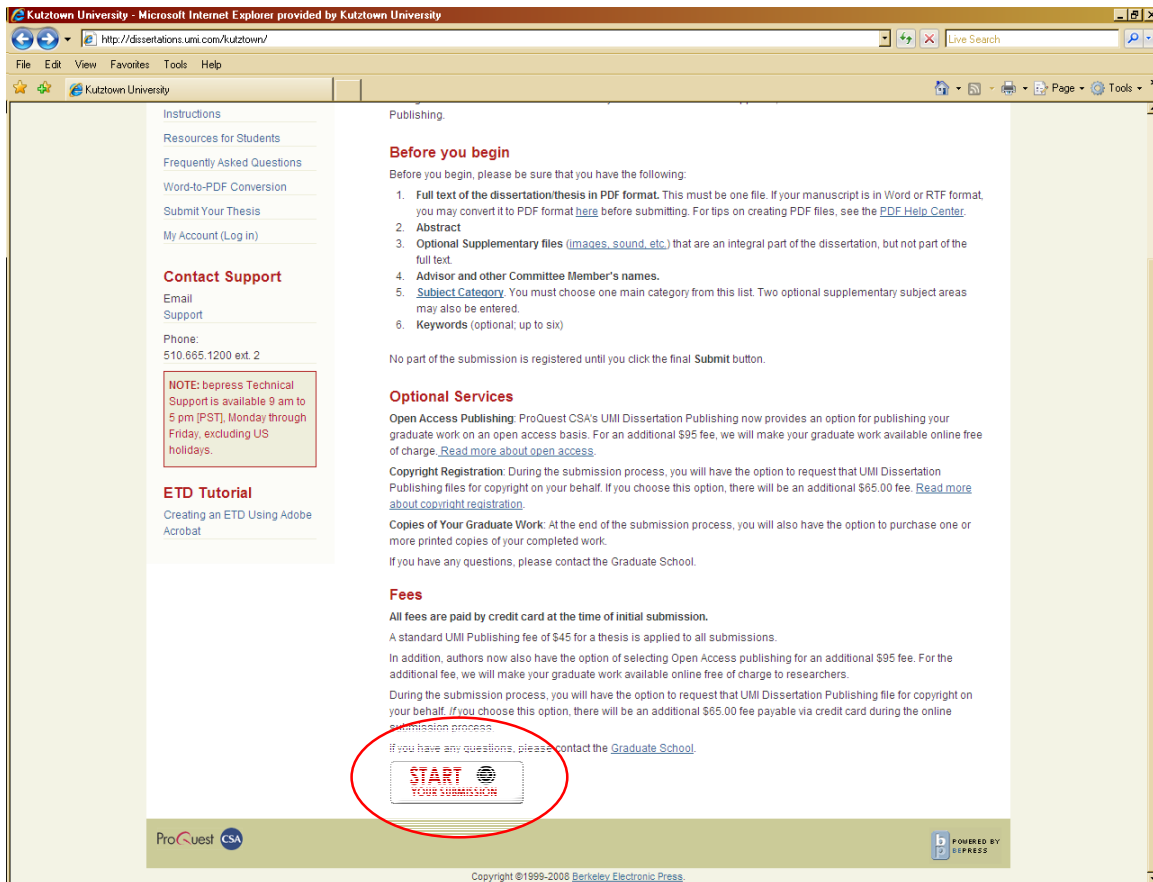 Kutztown University - Microsoft Internet Explorer provided by Kutztown University
http://dissertations.umi.com/kutztown/
Live Search
File Edit View Favorites Tools Help
Kutztown University
Page
Tools
Instructions
Resources for Students
Frequently Asked Questions
Word-to-PDF Conversion
Submit Your Thesis
My Account (Log in)
Contact Support
Email
Support
Phone:
510.665.1200 ext. 2
NOTE: bepress Technical
Support is available 9 am to
5 pm [PST], Monday through
Friday, excluding US
holidays.
ETD Tutorial
Creating an ETD Using Adobe
Acrobat
Publishing.
Before you begin
Before you begin, please be sure that you have the following:
1. Full text of the dissertation/thesis in PDF format. This must be one file. If your manuscript is in Word or RTF format,
you may convert it to PDF format here before submitting. For tips on creating PDF files, see the PDF Help Center.
2. Abstract
3. Optional Supplementary files (images, sound, etc.) that are an integral part of the dissertation, but not part of the
full text.
4. Advisor and other Committee Member's names.
5. Subject Category. You must choose one main category from this list. Two optional supplementary subject areas
may also be entered.
6. Keywords (optional; up to six)
No part of the submission is registered until you click the final Submit button.
Optional Services
Open Access Publishing: ProQuest CSA's UMI Dissertation Publishing now provides an option for publishing your
graduate work on an open access basis. For an additional $95 fee, we will make your graduate work available online free
of charge. Read more about open access.
Copyright Registration: During the submission process, you will have the option to request that UMI Dissertation
Publishing files for copyright on your behalf. If you choose this option, there will be an additional $65.00 fee. Read more
about copyright registration.
Copies of Your Graduate Work: At the end of the submission process, you will also have the option to purchase one or
more printed copies of your completed work.
If you have any questions, please contact the Graduate School.
Fees
All fees are paid by credit card at the time of initial submission.
A standard UMI Publishing fee of $45 for a thesis is applied to all submissions.
In addition, authors now also have the option of selecting Open Access publishing for an additional $95 fee. For the
additional fee, we will make your graduate work available online free of charge to researchers.
During the submission process, you will have the option to request that UMI Dissertation Publishing file for copyright on
your behalf. If you choose this option, there will be an additional $65.00 fee payable via credit card during the online
submission process.
If you have any questions, please contact the Graduate School.
START
YOUR SUBMISSION
ProQuest CSA
bp POWERED BY
BEPRESS
Copyright ©1999-2008 Berkeley Electronic Press.